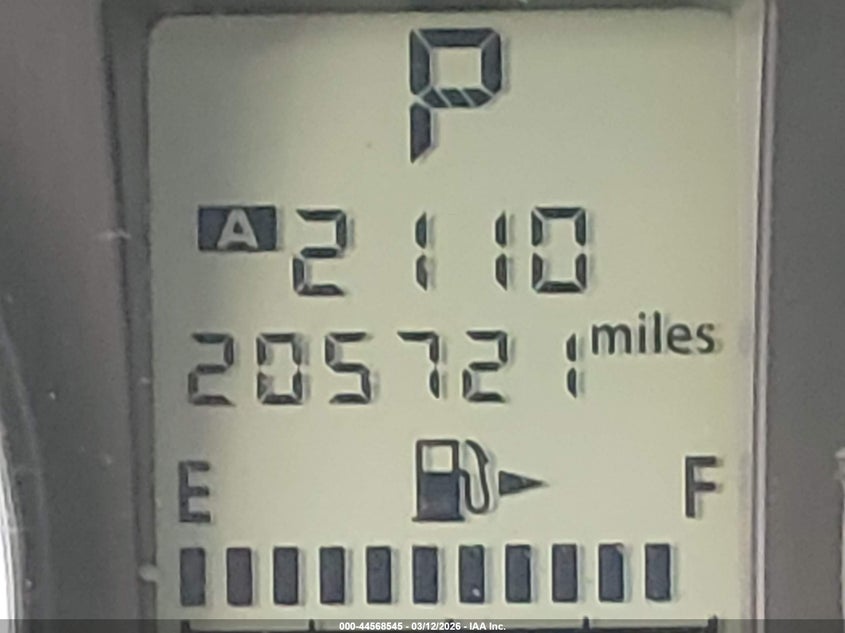 P
A 2110
205721 miles
E F
000-44568545 - 03/12/2026 - IAA Inc.